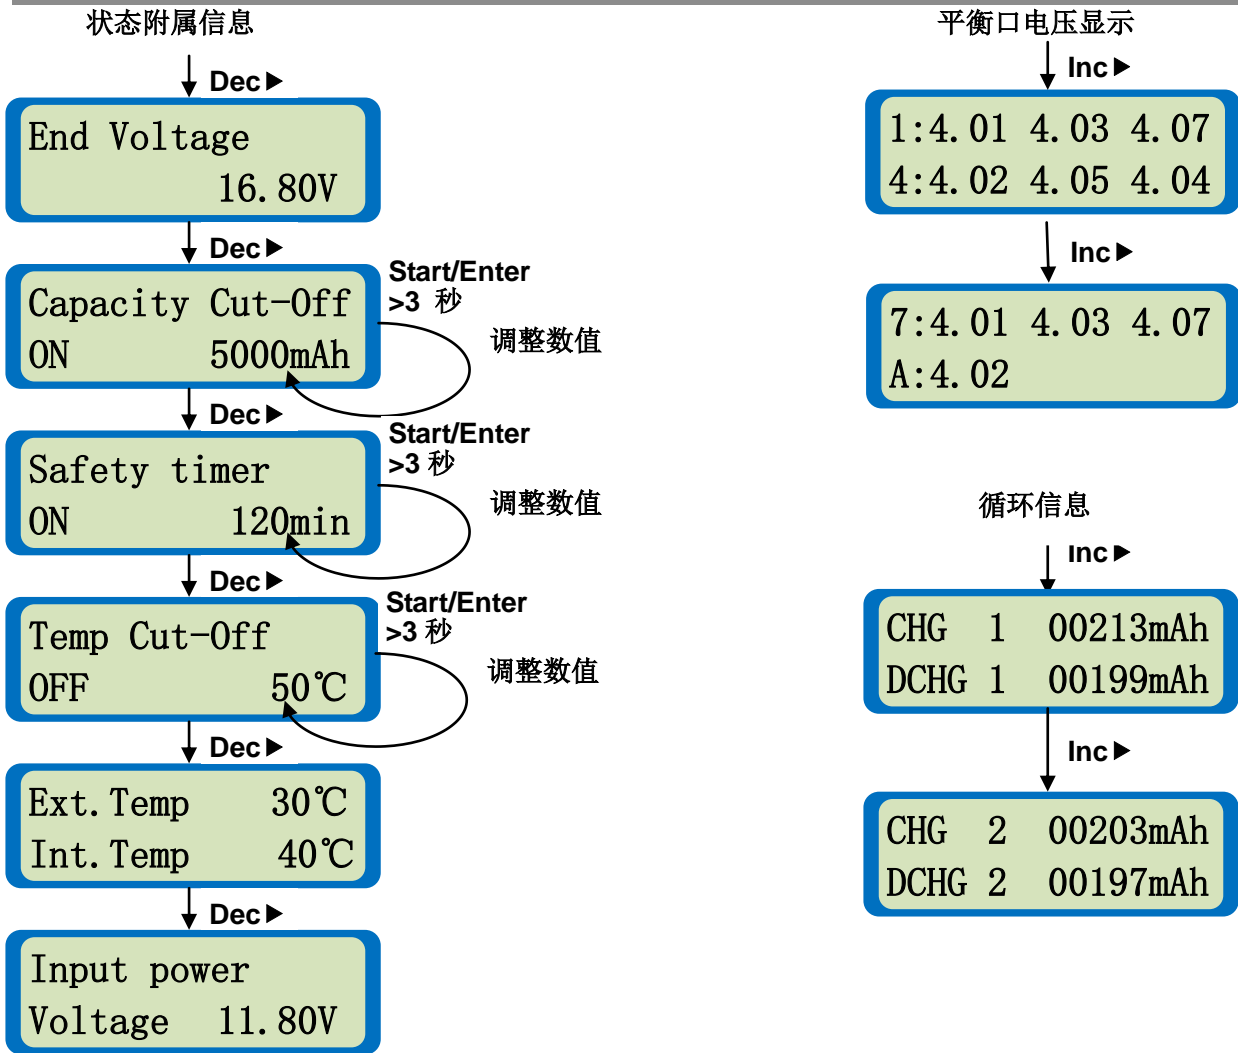 状态附属信息
Dec▶
End Voltage
16.80V
Dec▶
Capacity Cut-Off
ON 5000mAh
Start/Enter
>3 秒
调整数值
Dec▶
Safety timer
ON 120min
Start/Enter
>3 秒
调整数值
Dec▶
Temp Cut-Off
OFF 50℃
Start/Enter
>3 秒
调整数值
Dec▶
Ext.Temp 30℃
Int.Temp 40℃
Dec▶
Input power
Voltage 11.80V
平衡口电压显示
Inc▶
1:4.01 4.03 4.07
4:4.02 4.05 4.04
Inc▶
7:4.01 4.03 4.07
A:4.02
循环信息
Inc▶
CHG 1 00213mAh
DCHG 1 00199mAh
Inc▶
CHG 2 00203mAh
DCHG 2 00197mAh